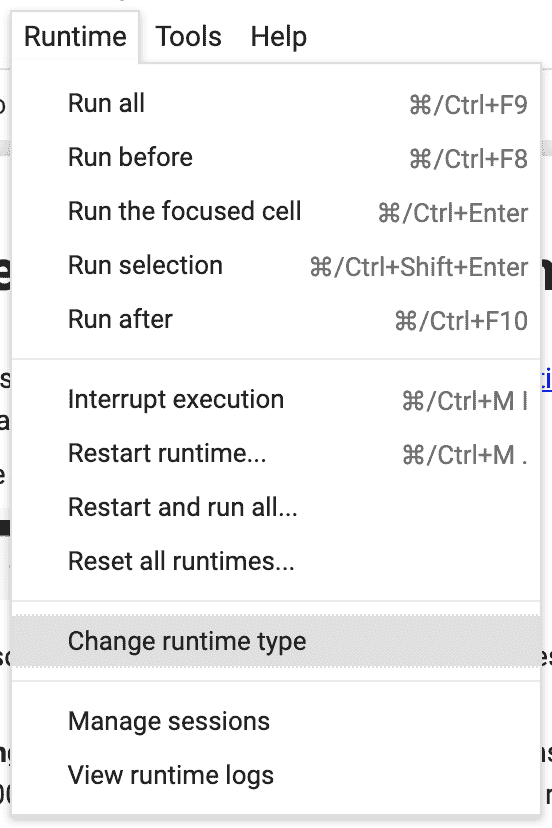 Runtime Tools Help
Run all ⌘/Ctrl+F9
Run before ⌘/Ctrl+F8
Run the focused cell ⌘/Ctrl+Enter
Run selection ⌘/Ctrl+Shift+Enter
Run after ⌘/Ctrl+F10
Interrupt execution ⌘/Ctrl+M I
Restart runtime... ⌘/Ctrl+M .
Restart and run all...
Reset all runtimes...
Change runtime type
Manage sessions
View runtime logs